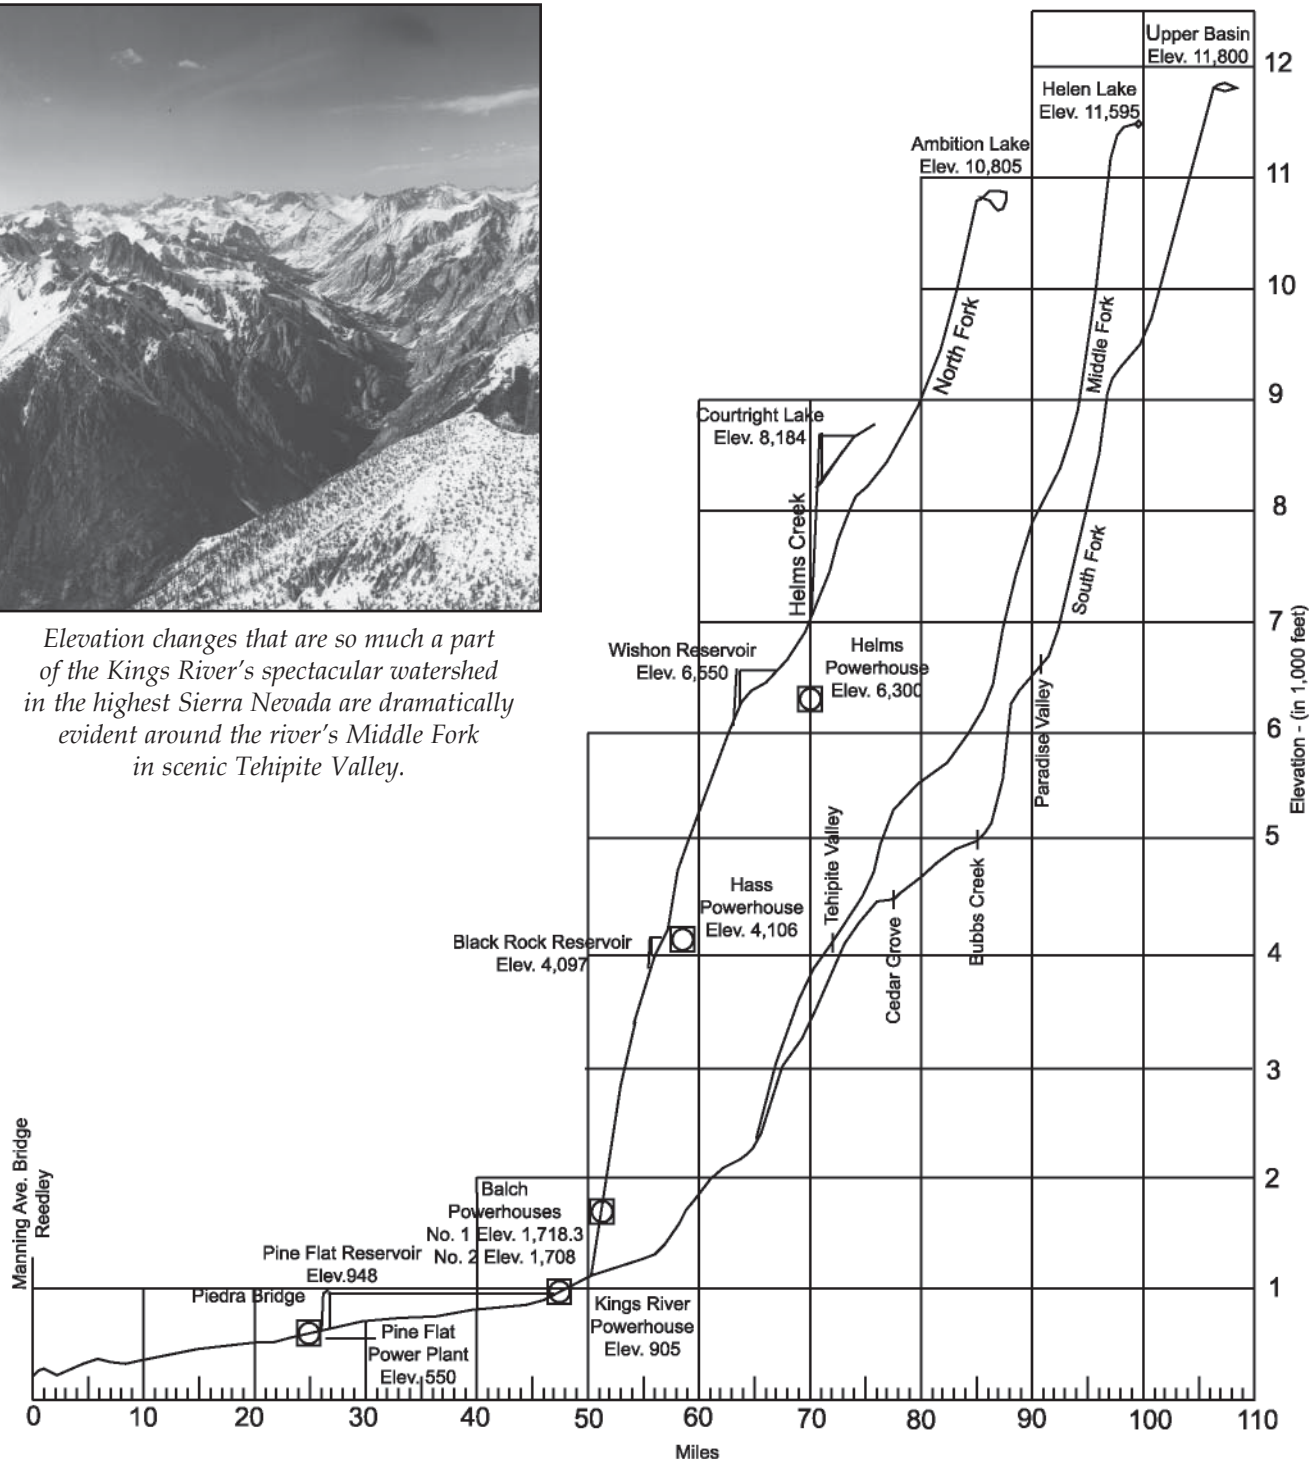 Upper Basin
Elev. 11,800
12
Helen Lake
Elev. 11,595
Ambition Lake
Elev. 10,805
11
10
North Fork
Middle Fork
9
Courtright Lake
Elev. 8,184
8
Helms Creek
South Fork
7
Elevation changes that are so much a part
of the Kings River's spectacular watershed
in the highest Sierra Nevada are dramatically
evident around the river's Middle Fork
in scenic Tehipite Valley.
Wishon Reservoir
Elev. 6,550
Helms
Powerhouse
Elev. 6,300
Paradise Valley
Elevation - (in 1,000 feet)
6
5
Tehipite Valley
Hass
Powerhouse
Elev. 4,106
Black Rock Reservoir
Elev. 4,097
Cedar Grove
Bubbs Creek
4
3
2
Manning Ave. Bridge
Reedley
Balch
Powerhouses
No. 1 Elev. 1,718.3
No. 2 Elev. 1,708
Pine Flat Reservoir
Elev.948
1
Piedra Bridge
Kings River
Powerhouse
Elev. 905
Pine Flat
Power Plant
Elev. 550
0 10 20 30 40 50 60 70 80 90 100 110
Miles